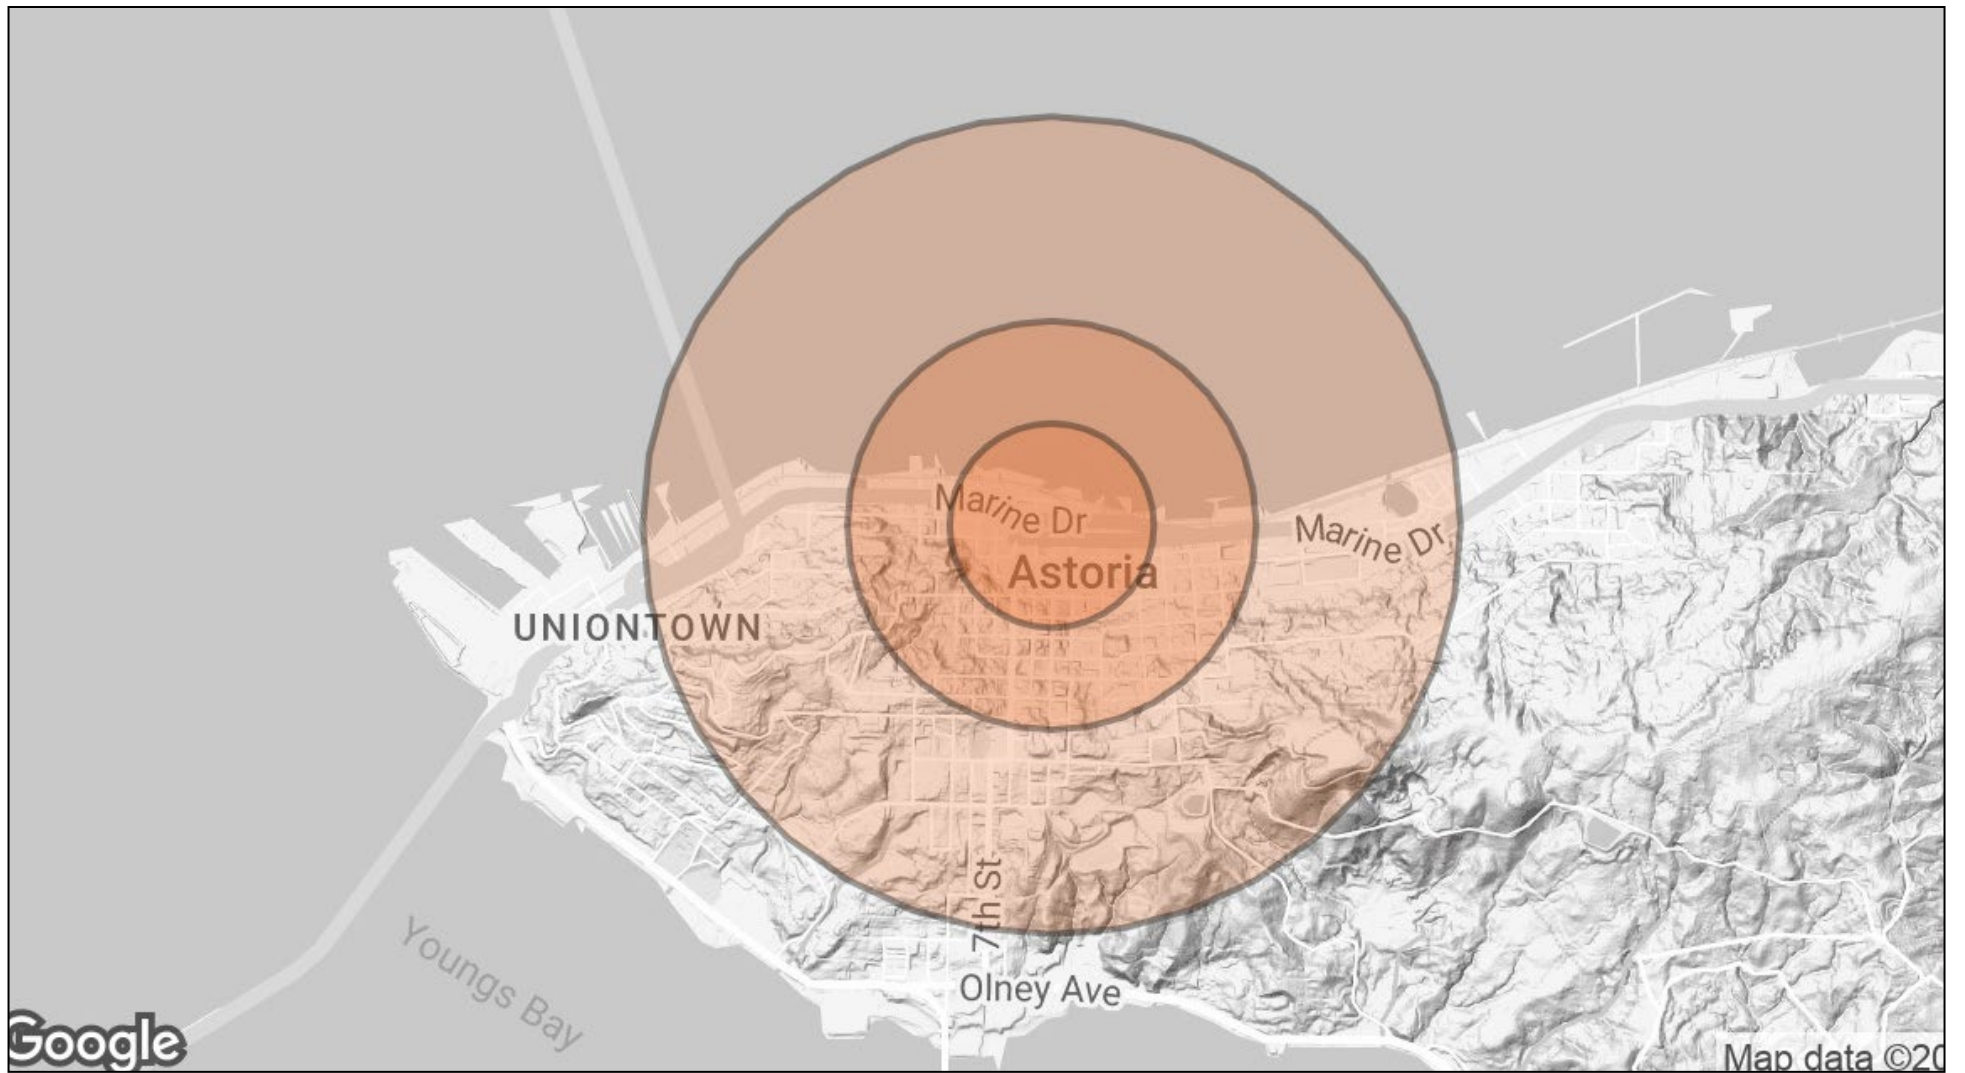 Marine Dr
Marine Dr
Astoria
UNIONTOWN
7th St
Olney Ave
Youngs Bay
Google
Map data ©20